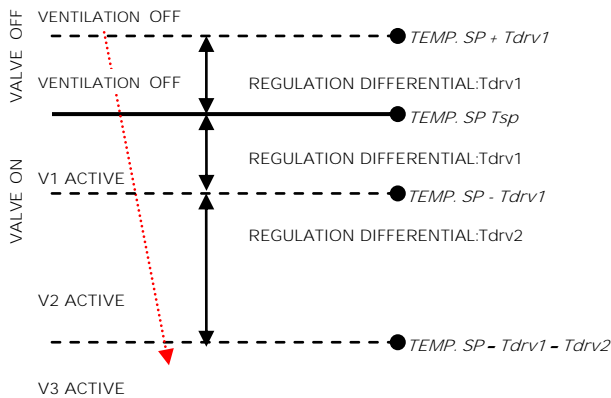 VENTILATION OFF
TEMP. SP + Tdrv1
VALVE OFF
VENTILATION OFF
REGULATION DIFFERENTIAL:Tdrv1
TEMP. SP Tsp
REGULATION DIFFERENTIAL:Tdrv1
V1 ACTIVE
VALVE ON
TEMP. SP - Tdrv1
REGULATION DIFFERENTIAL:Tdrv2
V2 ACTIVE
TEMP. SP – Tdrv1 – Tdrv2
V3 ACTIVE